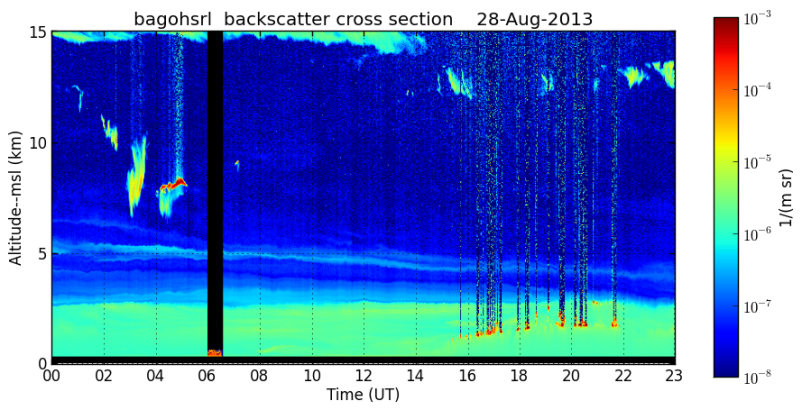 bagohsrl backscatter cross section 28-Aug-2013
15
10
5
0
Altitude--msl (km)
00 02 04 06 08 10 12 14 16 18 20 22 23
Time (UT)
10⁻³
10⁻⁴
10⁻⁵
10⁻⁶
10⁻⁷
10⁻⁸
1/(m sr)